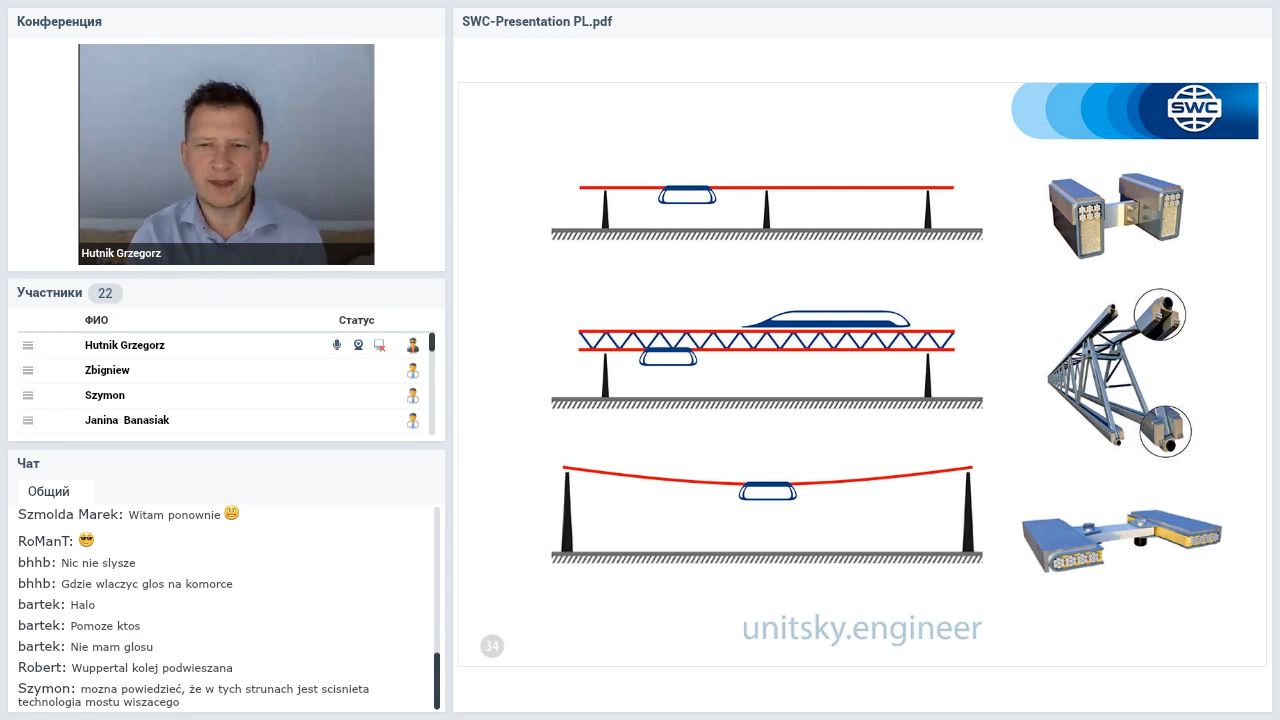 Конференция
Hutnik Grzegorz
Участники 22
ФИО Статус
Hutnik Grzegorz
Zbigniew
Szymon
Janina Banasiak
Чат
Общий
Szmolda Marek: Witam ponownie
RoManT:
bhhb: Nic nie slysze
bhhb: Gdzie wlaczyc glos na komorce
bartek: Halo
bartek: Pomoze ktos
bartek: Nie mam glosu
Robert: Wuppertal kolej podwieszana
Szymon: mozna powiedzieć, że w tych strunach jest scisnieta
technologia mostu wiszacego
SWC-Presentation PL.pdf
SWC
unitsky.engineer
34